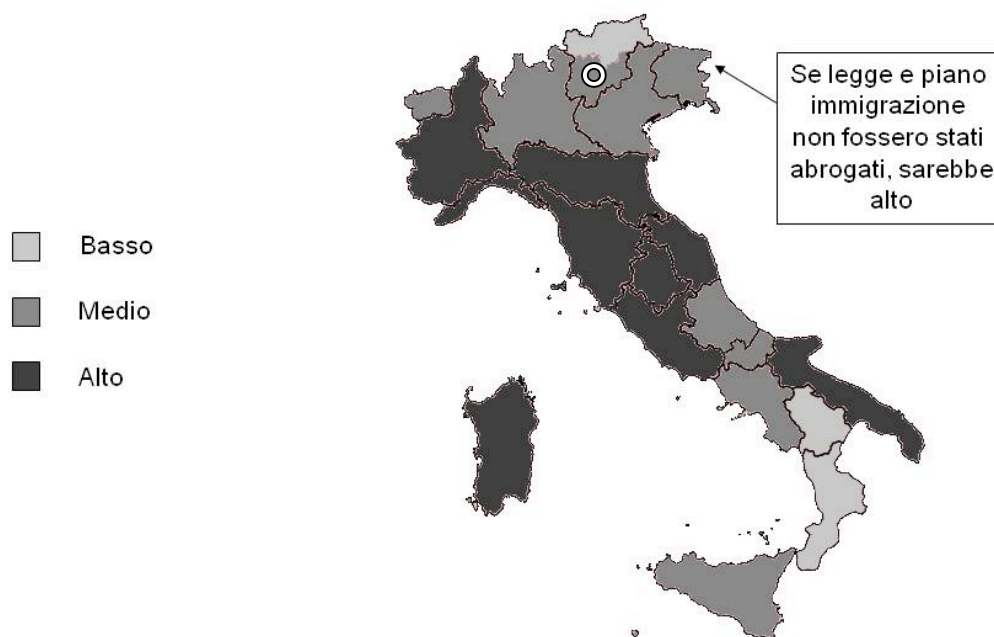 Se legge e piano
immigrazione
non fossero stati
abrogati, sarebbe
alto
Basso
Medio
Alto